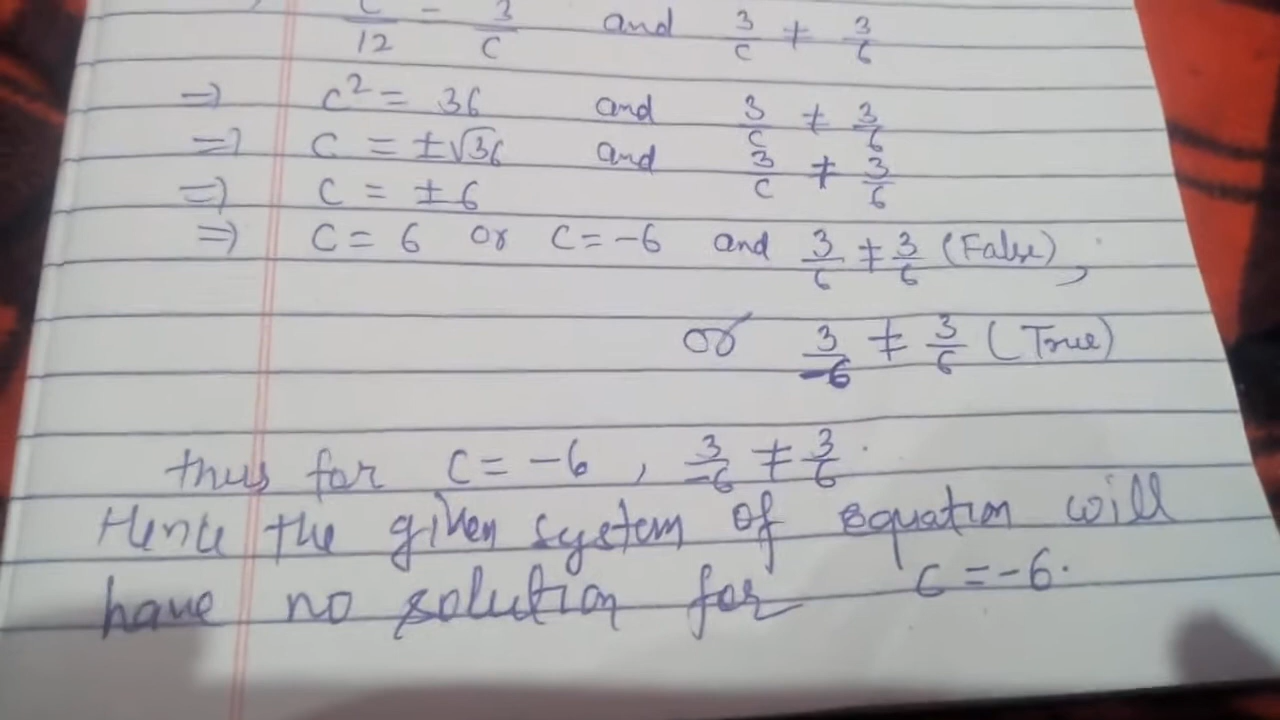 c/12 = 3/c and 3/c ≠ 3/6
⇒ c² = 36 and 3/c ≠ 3/6
⇒ c = ±√36 and 3/c ≠ 3/6
⇒ c = ±6
⇒ c = 6 or c = -6 and 3/6 ≠ 3/6 (False),
or 3/-6 ≠ 3/6 (True)
thus for c = -6, 3/-6 ≠ 3/6.
Hence the given system of equation will
have no solution for c = -6.